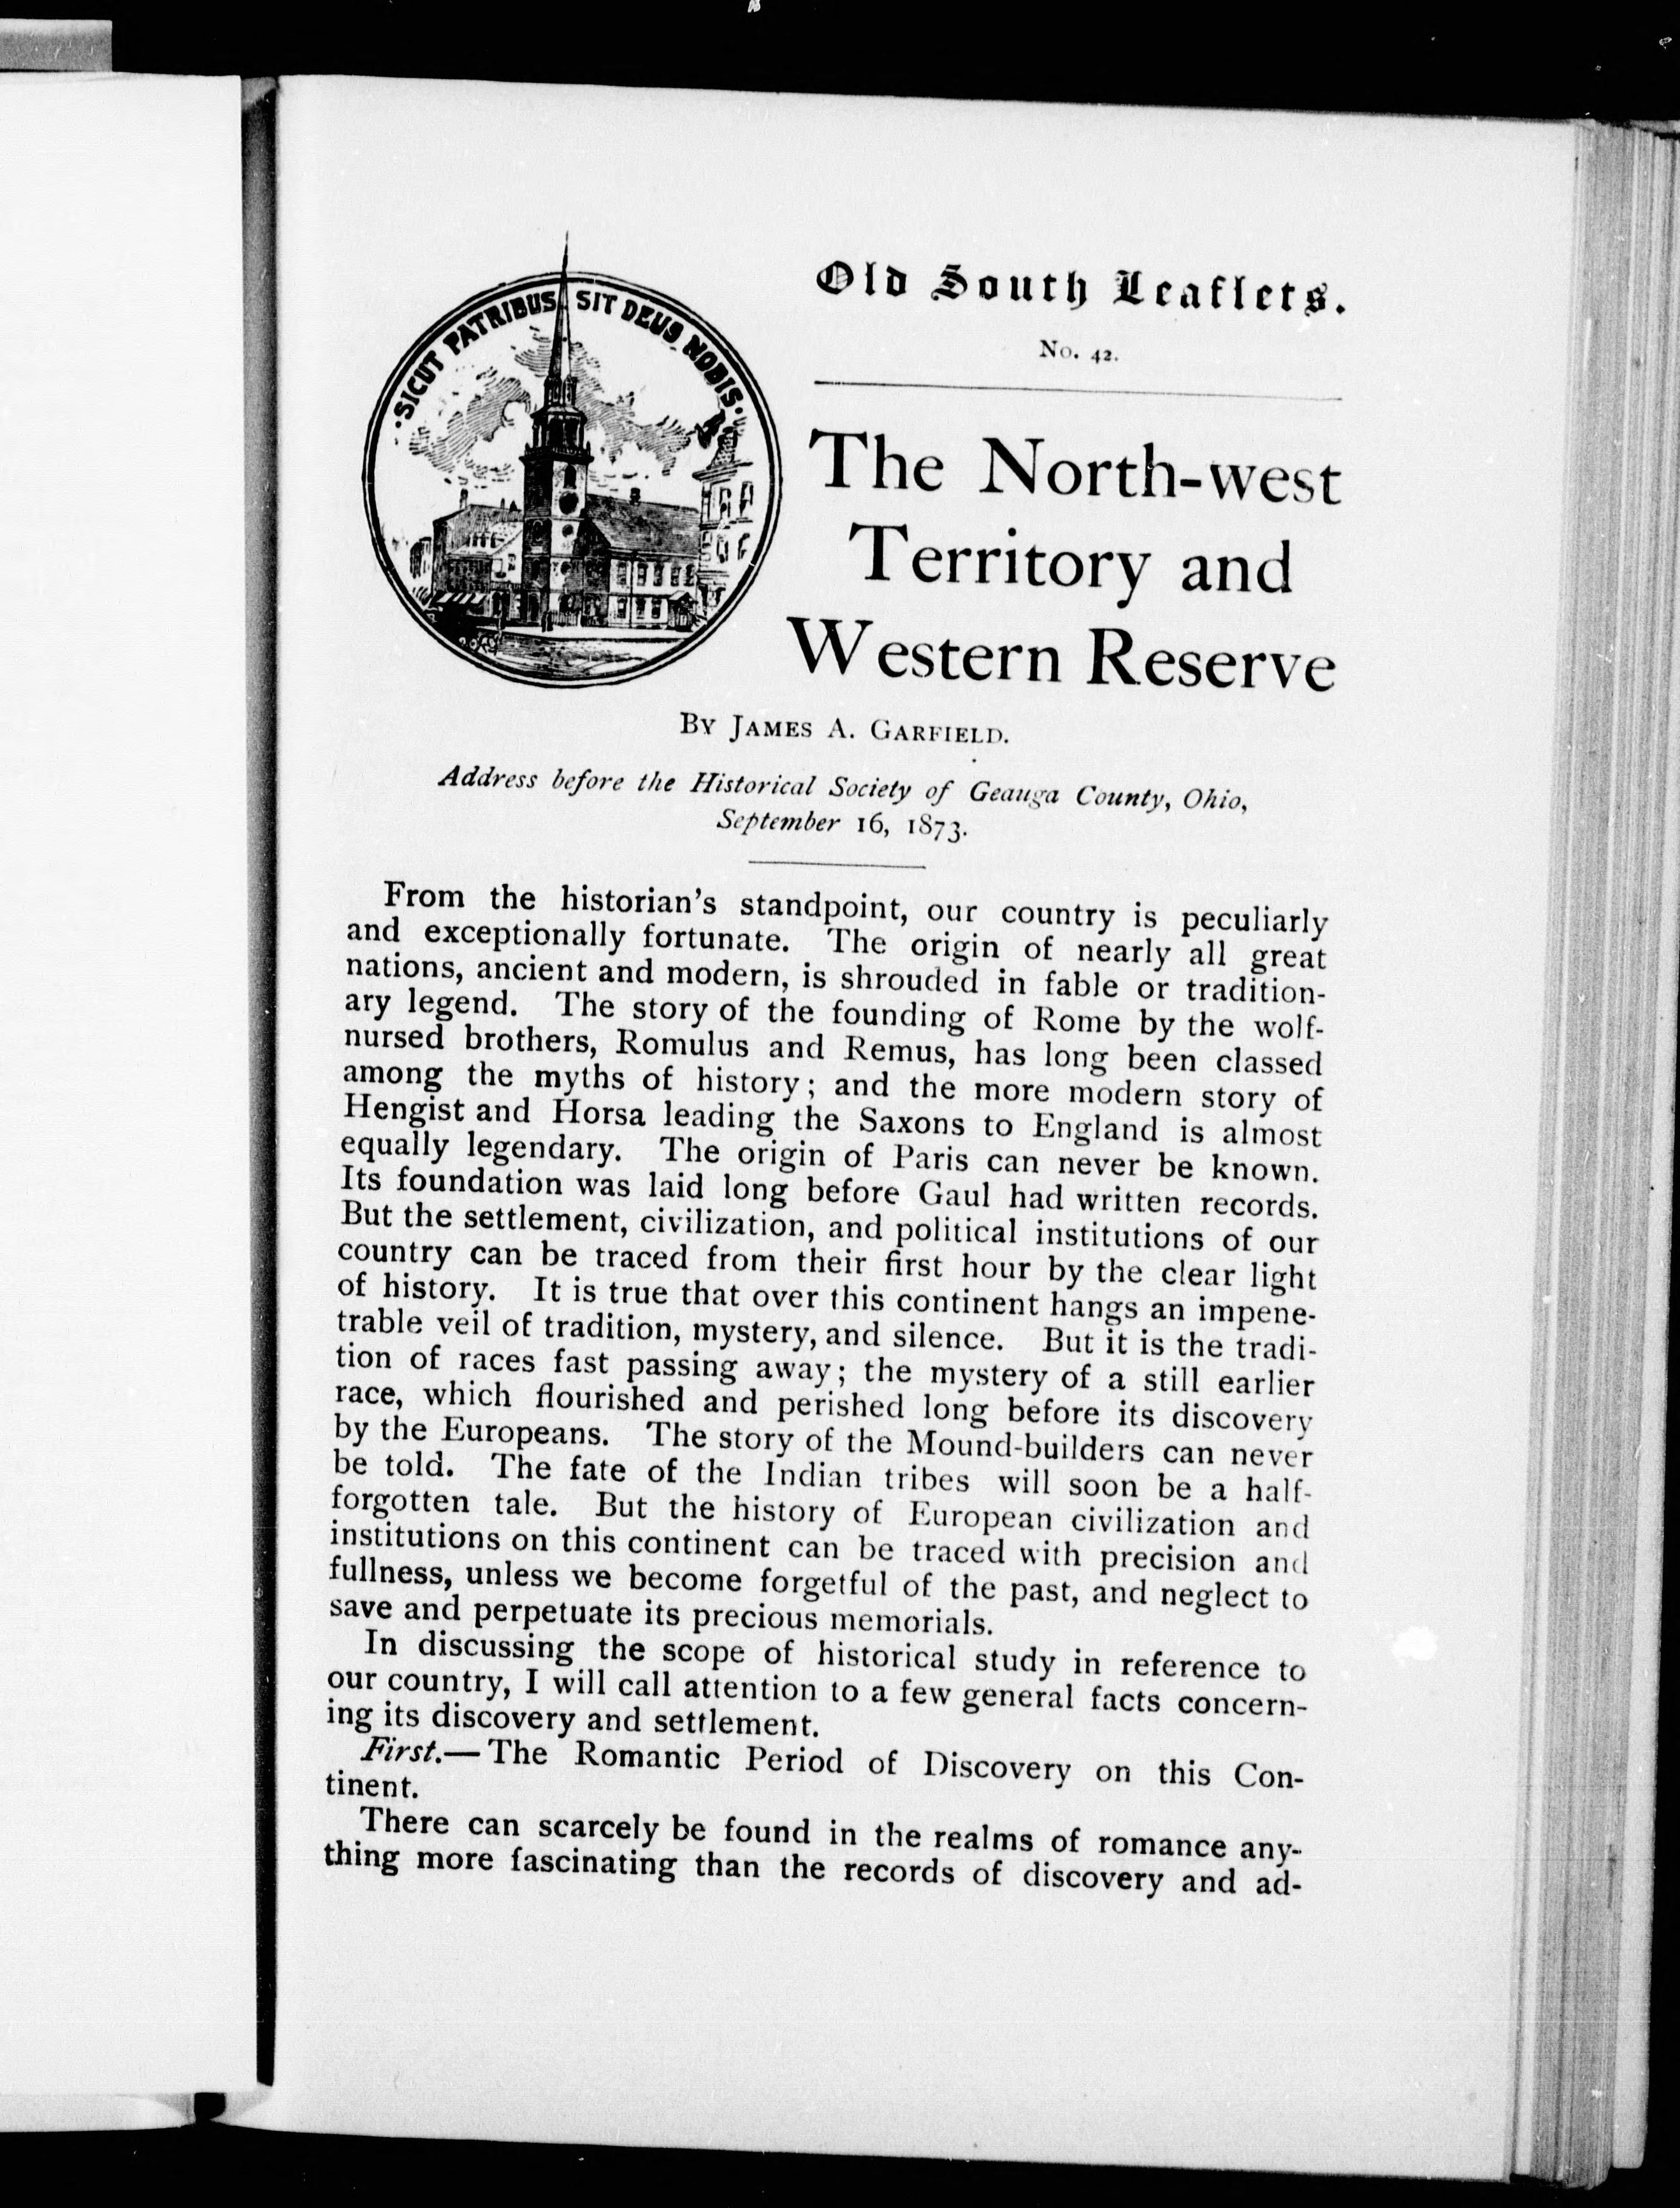 SICUT PATRIBUS SIT DEUS NOBIS
Old South Leaflets.
No. 42.
The North-west
Territory and
Western Reserve
By James A. Garfield.
Address before the Historical Society of Geauga County, Ohio,
September 16, 1873.
From the historian's standpoint, our country is peculiarly
and exceptionally fortunate. The origin of nearly all great
nations, ancient and modern, is shrouded in fable or tradition-
ary legend. The story of the founding of Rome by the wolf-
nursed brothers, Romulus and Remus, has long been classed
among the myths of history; and the more modern story of
Hengist and Horsa leading the Saxons to England is almost
equally legendary. The origin of Paris can never be known.
Its foundation was laid long before Gaul had written records.
But the settlement, civilization, and political institutions of our
country can be traced from their first hour by the clear light
of history. It is true that over this continent hangs an impene-
trable veil of tradition, mystery, and silence. But it is the tradi-
tion of races fast passing away; the mystery of a still earlier
race, which flourished and perished long before its discovery
by the Europeans. The story of the Mound-builders can never
be told. The fate of the Indian tribes will soon be a half-
forgotten tale. But the history of European civilization and
institutions on this continent can be traced with precision and
fullness, unless we become forgetful of the past, and neglect to
save and perpetuate its precious memorials.
In discussing the scope of historical study in reference to
our country, I will call attention to a few general facts concern-
ing its discovery and settlement.
First.—The Romantic Period of Discovery on this Con-
tinent.
There can scarcely be found in the realms of romance any-
thing more fascinating than the records of discovery and ad-